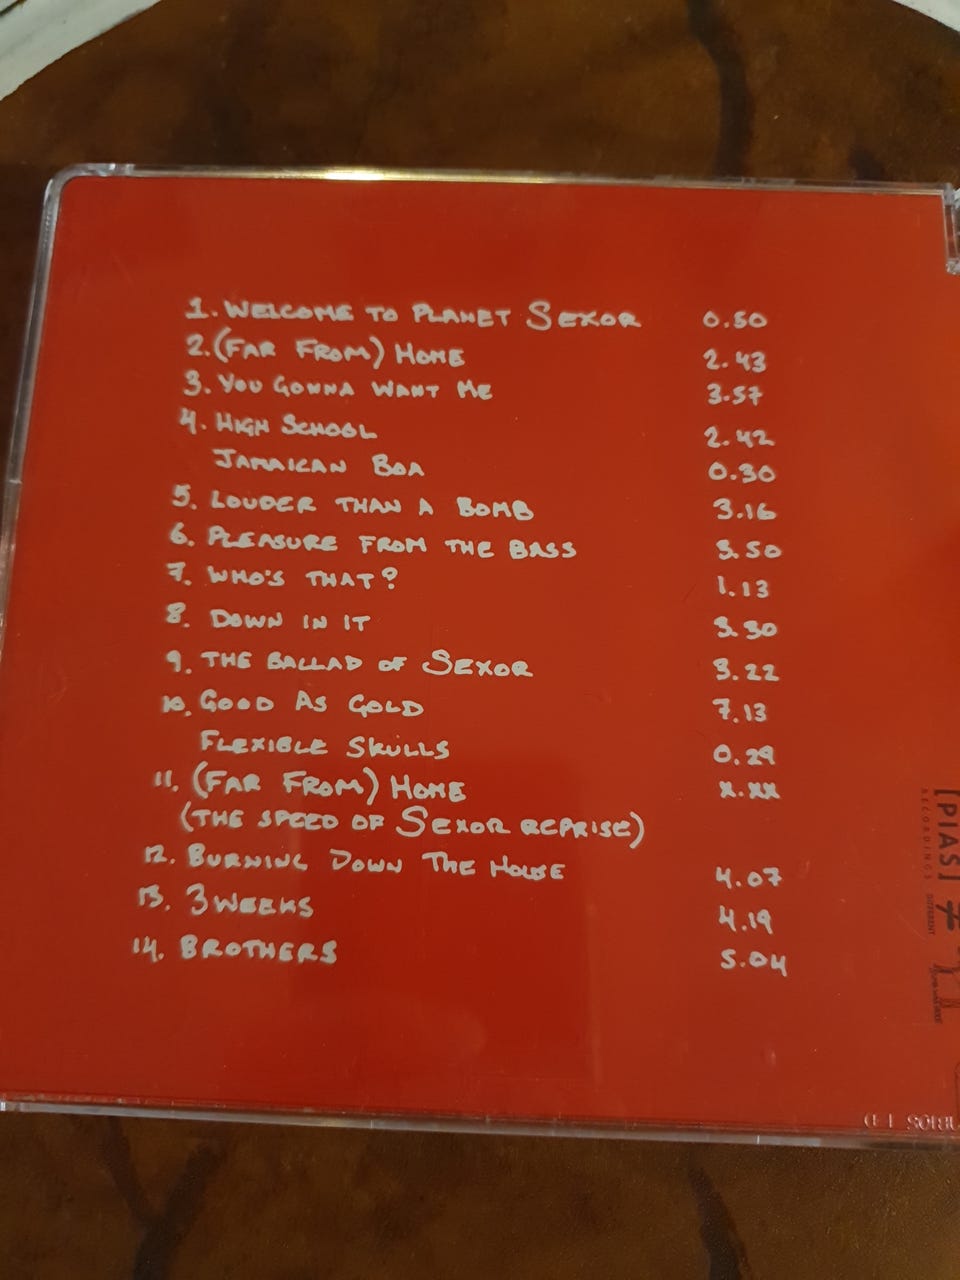 1. WELCOME TO PLANET SEXOR 0.50
2. (FAR FROM) HOME 2.43
3. YOU GONNA WANT ME 3.57
4. HIGH SCHOOL 2.42
JAMAICAN BOA 0.30
5. LOUDER THAN A BOMB 3.16
6. PLEASURE FROM THE BASS 3.50
7. WHO'S THAT? 1.13
8. DOWN IN IT 3.30
9. THE BALLAD OF SEXOR 3.22
10. GOOD AS GOLD 7.13
FLEXIBLE SKULLS 0.29
11. (FAR FROM) HOME x.xx
(THE SPEED OF SEXOR REPRISE)
12. BURNING DOWN THE HOUSE 4.07
13. 3 WEEKS 4.19
14. BROTHERS 5.04
[PIAS]
RECORDINGS
DIFFERENT